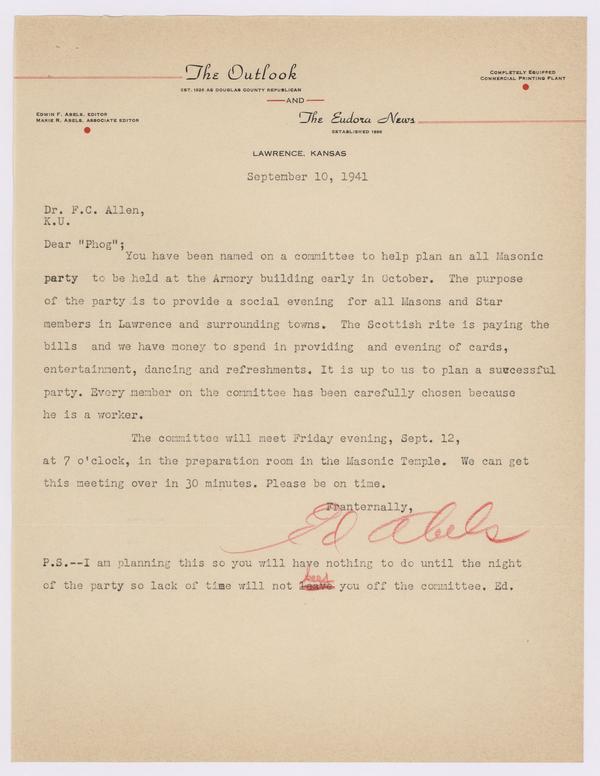 The Outlook
EST. 1926 AS DOUGLAS COUNTY REPUBLICAN
COMPLETELY EQUIPPED
COMMERCIAL PRINTING PLANT
AND
EDWIN F. ABELS, EDITOR
MARIE R. ABELS, ASSOCIATE EDITOR
The Eudora News
ESTABLISHED 1886
LAWRENCE, KANSAS
September 10, 1941
Dr. F.C. Allen,
K.U.
Dear "Phog";
You have been named on a committee to help plan an all Masonic
party to be held at the Armory building early in October. The purpose
of the party is to provide a social evening for all Masons and Star
members in Lawrence and surrounding towns. The Scottish rite is paying the
bills and we have money to spend in providing and evening of cards,
entertainment, dancing and refreshments. It is up to us to plan a successful
party. Every member on the committee has been carefully chosen because
he is a worker.
The committee will meet Friday evening, Sept. 12,
at 7 o'clock, in the preparation room in the Masonic Temple. We can get
this meeting over in 30 minutes. Please be on time.
Franternally,
Ed Abels
P.S.--I am planning this so you will have nothing to do until the night
keep
of the party so lack of time will not leave you off the committee. Ed.